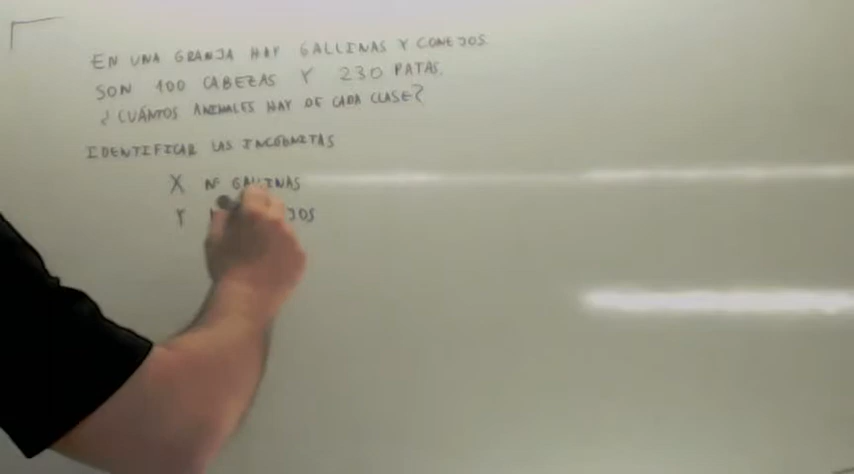 EN UNA GRANJA HAY GALLINAS Y CONEJOS.
SON 100 CABEZAS Y 230 PATAS.
¿CUÁNTOS ANIMALES HAY DE CADA CLASE?
IDENTIFICAR LAS INCOGNITAS
X Nº GALLINAS
Y